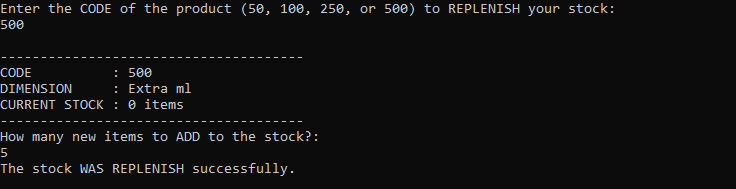 Enter the CODE of the product (50, 100, 250, or 500) to REPLENISH your stock:
500
--------------------------------------
CODE          : 500
DIMENSION     : Extra ml
CURRENT STOCK : 0 items
--------------------------------------
How many new items to ADD to the stock?:
5
The stock WAS REPLENISH successfully.